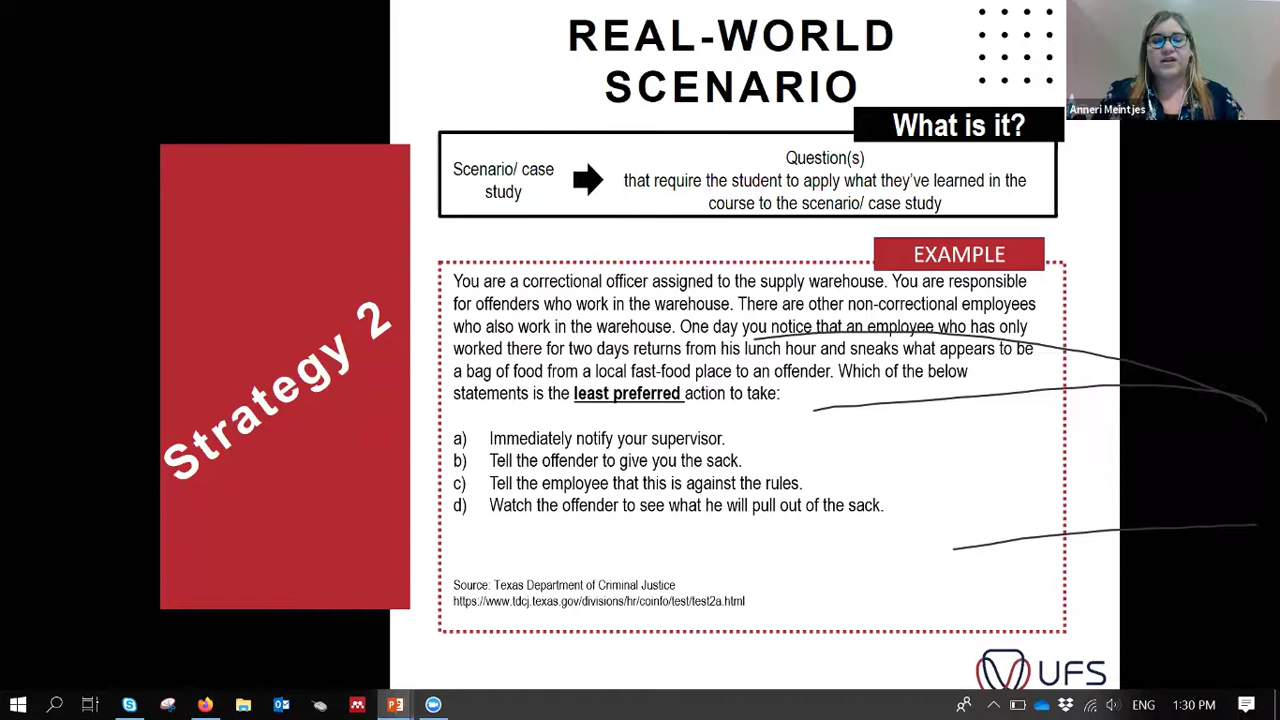 REAL-WORLD
SCENARIO
Anneri Meintjes
What is it?
Scenario/ case
study
Question(s)
that require the student to apply what they've learned in the
course to the scenario/ case study
EXAMPLE
Strategy 2
You are a correctional officer assigned to the supply warehouse. You are responsible
for offenders who work in the warehouse. There are other non-correctional employees
who also work in the warehouse. One day you notice that an employee who has only
worked there for two days returns from his lunch hour and sneaks what appears to be
a bag of food from a local fast-food place to an offender. Which of the below
statements is the least preferred action to take:
a) Immediately notify your supervisor.
b) Tell the offender to give you the sack.
c) Tell the employee that this is against the rules.
d) Watch the offender to see what he will pull out of the sack.
Source: Texas Department of Criminal Justice
https://www.tdcj.texas.gov/divisions/hr/coinfo/test/test2a.html
UFS
ENG
1:30 PM